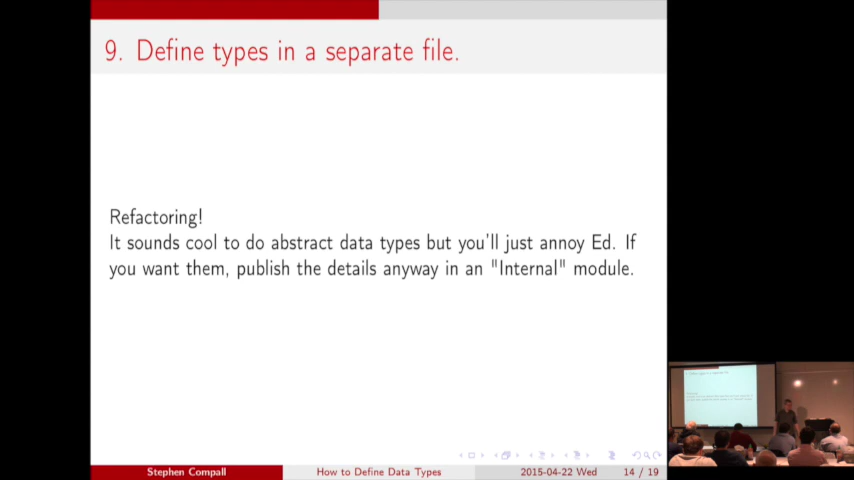 9. Define types in a separate file.
Refactoring!
It sounds cool to do abstract data types but you'll just annoy Ed. If
you want them, publish the details anyway in an "Internal" module.
Stephen Compall
How to Define Data Types
2015-04-22 Wed
14 / 19